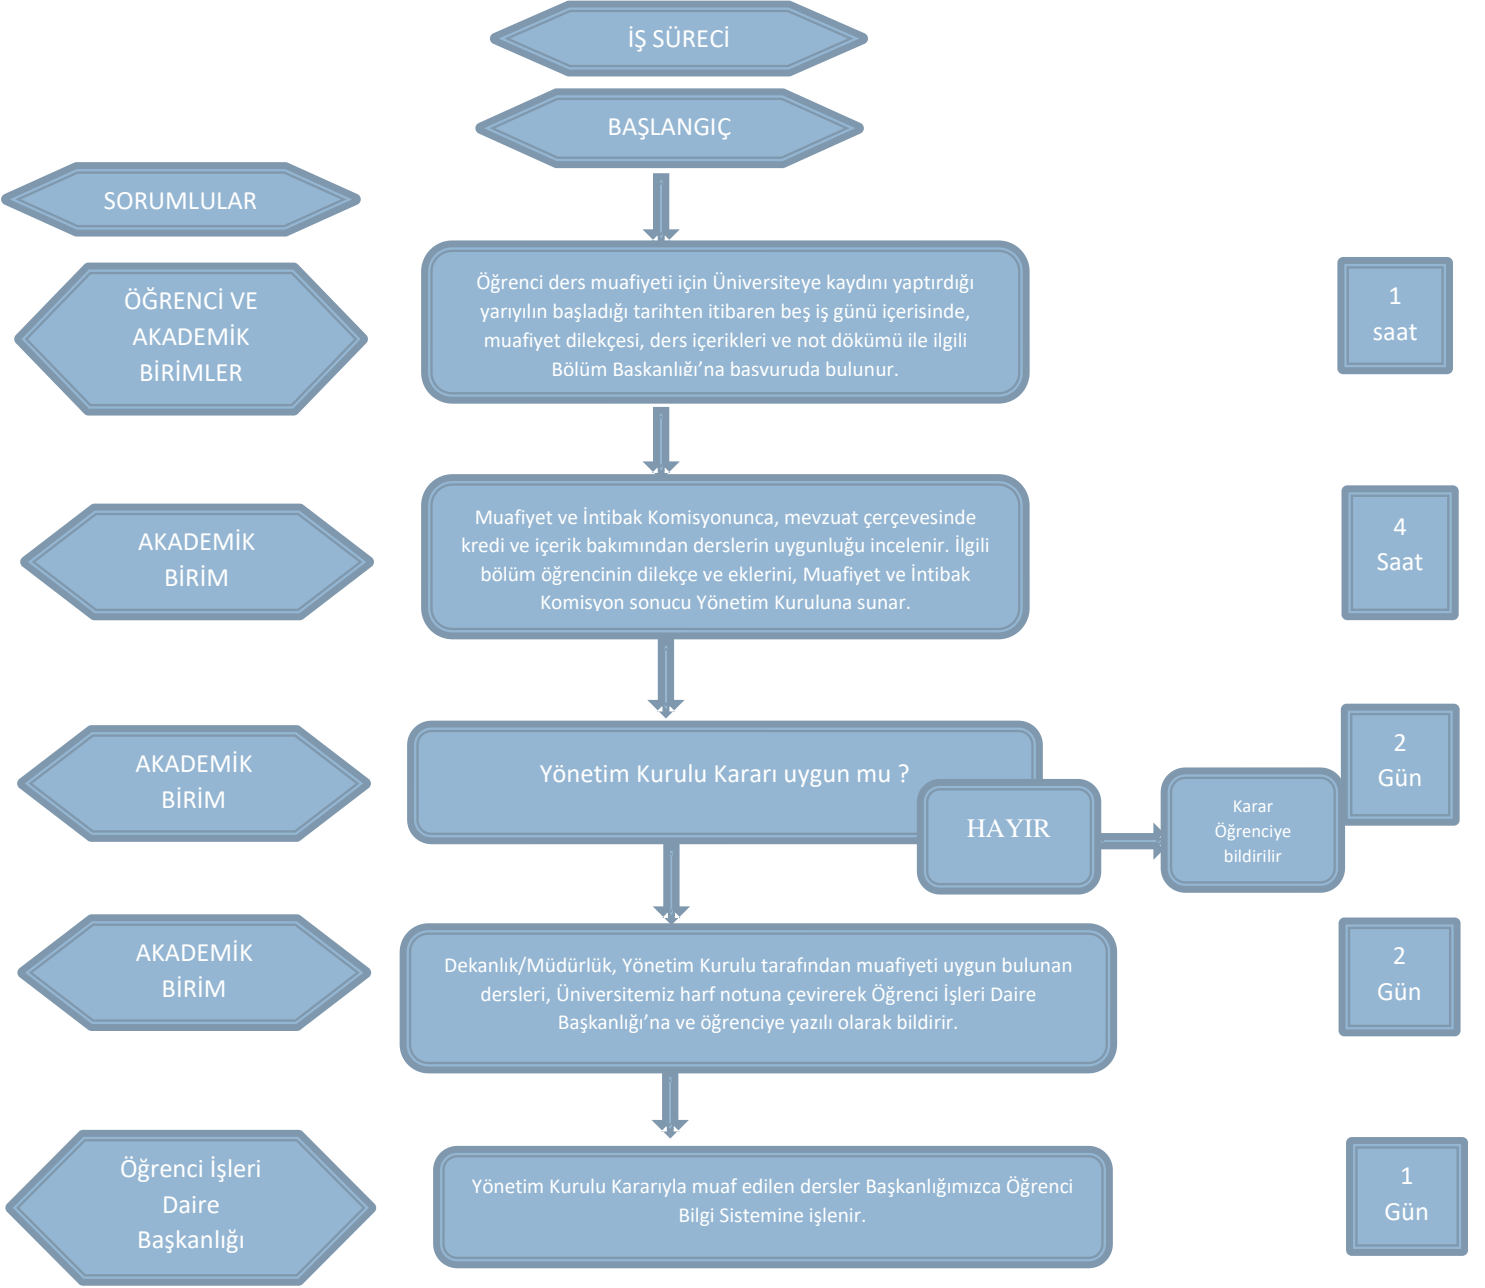 İŞ SÜRECİ
BAŞLANGIÇ
SORUMLULAR
ÖĞRENCİ VE
AKADEMİK
BİRİMLER
Öğrenci ders muafiyeti için Üniversiteye kaydını yaptırdığı
yarıyılın başladığı tarihten itibaren beş iş günü içerisinde,
muafiyet dilekçesi, ders içerikleri ve not dökümü ile ilgili
Bölüm Başkanlığı’na başvuruda bulunur.
1
saat
AKADEMİK
BİRİM
Muafiyet ve İntibak Komisyonunca, mevzuat çerçevesinde
kredi ve içerik bakımından derslerin uygunluğu incelenir. İlgili
bölüm öğrencinin dilekçe ve eklerini, Muafiyet ve İntibak
Komisyon sonucu Yönetim Kuruluna sunar.
4
Saat
AKADEMİK
BİRİM
Yönetim Kurulu Kararı uygun mu ?
HAYIR
Karar
Öğrenciye
bildirilir
2
Gün
AKADEMİK
BİRİM
Dekanlık/Müdürlük, Yönetim Kurulu tarafından muafiyeti uygun bulunan
dersleri, Üniversitemiz harf notuna çevirerek Öğrenci İşleri Daire
Başkanlığı’na ve öğrenciye yazılı olarak bildirir.
2
Gün
Öğrenci İşleri
Daire
Başkanlığı
Yönetim Kurulu Kararıyla muaf edilen dersler Başkanlığımızca Öğrenci
Bilgi Sistemine işlenir.
1
Gün